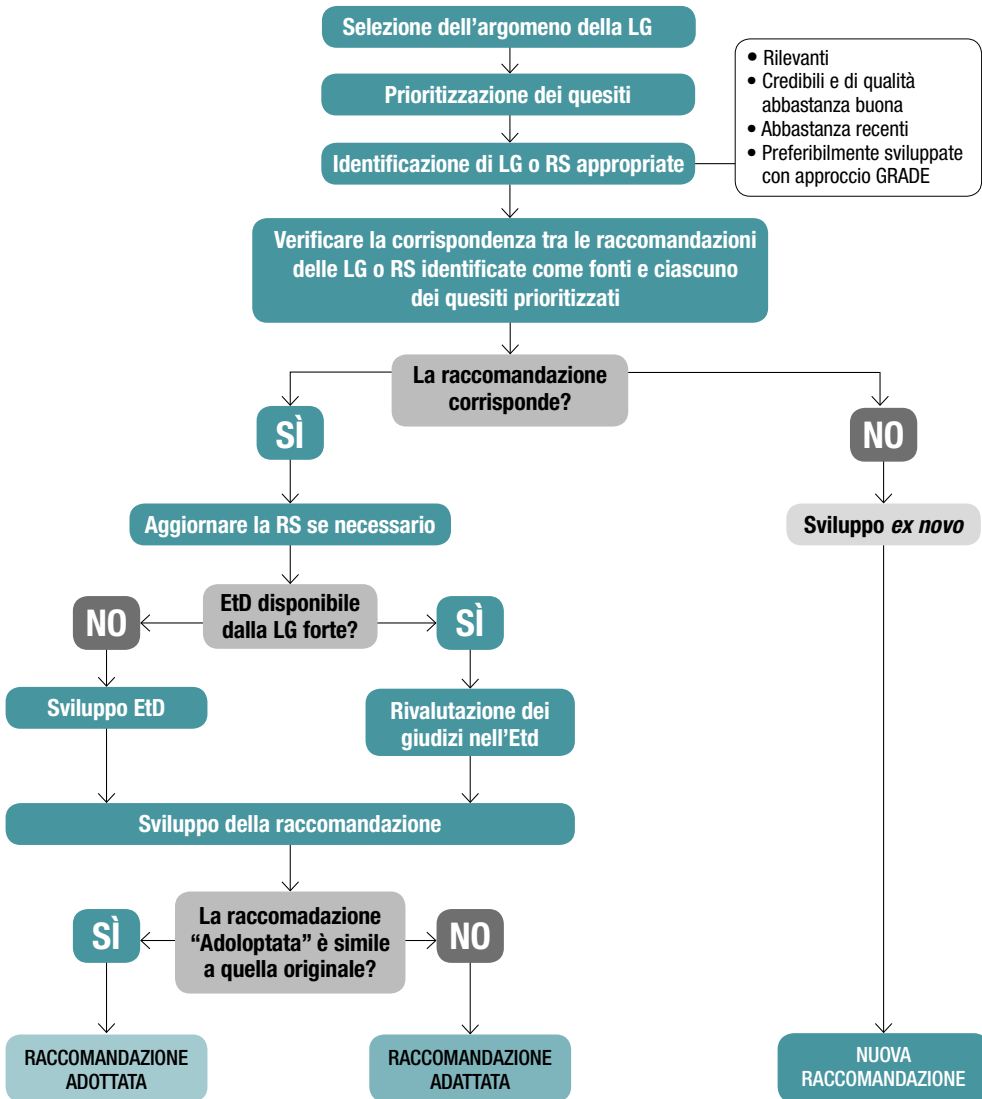 Selezione dell'argomeno della LG
Prioritizzazione dei quesiti
Identificazione di LG o RS appropriate
• Rilevanti
• Credibili e di qualità
abbastanza buona
• Abbastanza recenti
• Preferibilmente sviluppate
con approccio GRADE
Verificare la corrispondenza tra le raccomandazioni
delle LG o RS identificate come fonti e ciascuno
dei quesiti prioritizzati
La raccomandazione
corrisponde?
SÌ
NO
Aggiornare la RS se necessario
Sviluppo ex novo
EtD disponibile
dalla LG forte?
NO
SÌ
Sviluppo EtD
Rivalutazione dei
giudizi nell'Etd
Sviluppo della raccomandazione
La raccomadazione
“Adoloptata” è simile
a quella originale?
SÌ
NO
RACCOMANDAZIONE
ADOTTATA
RACCOMANDAZIONE
ADATTATA
NUOVA
RACCOMANDAZIONE